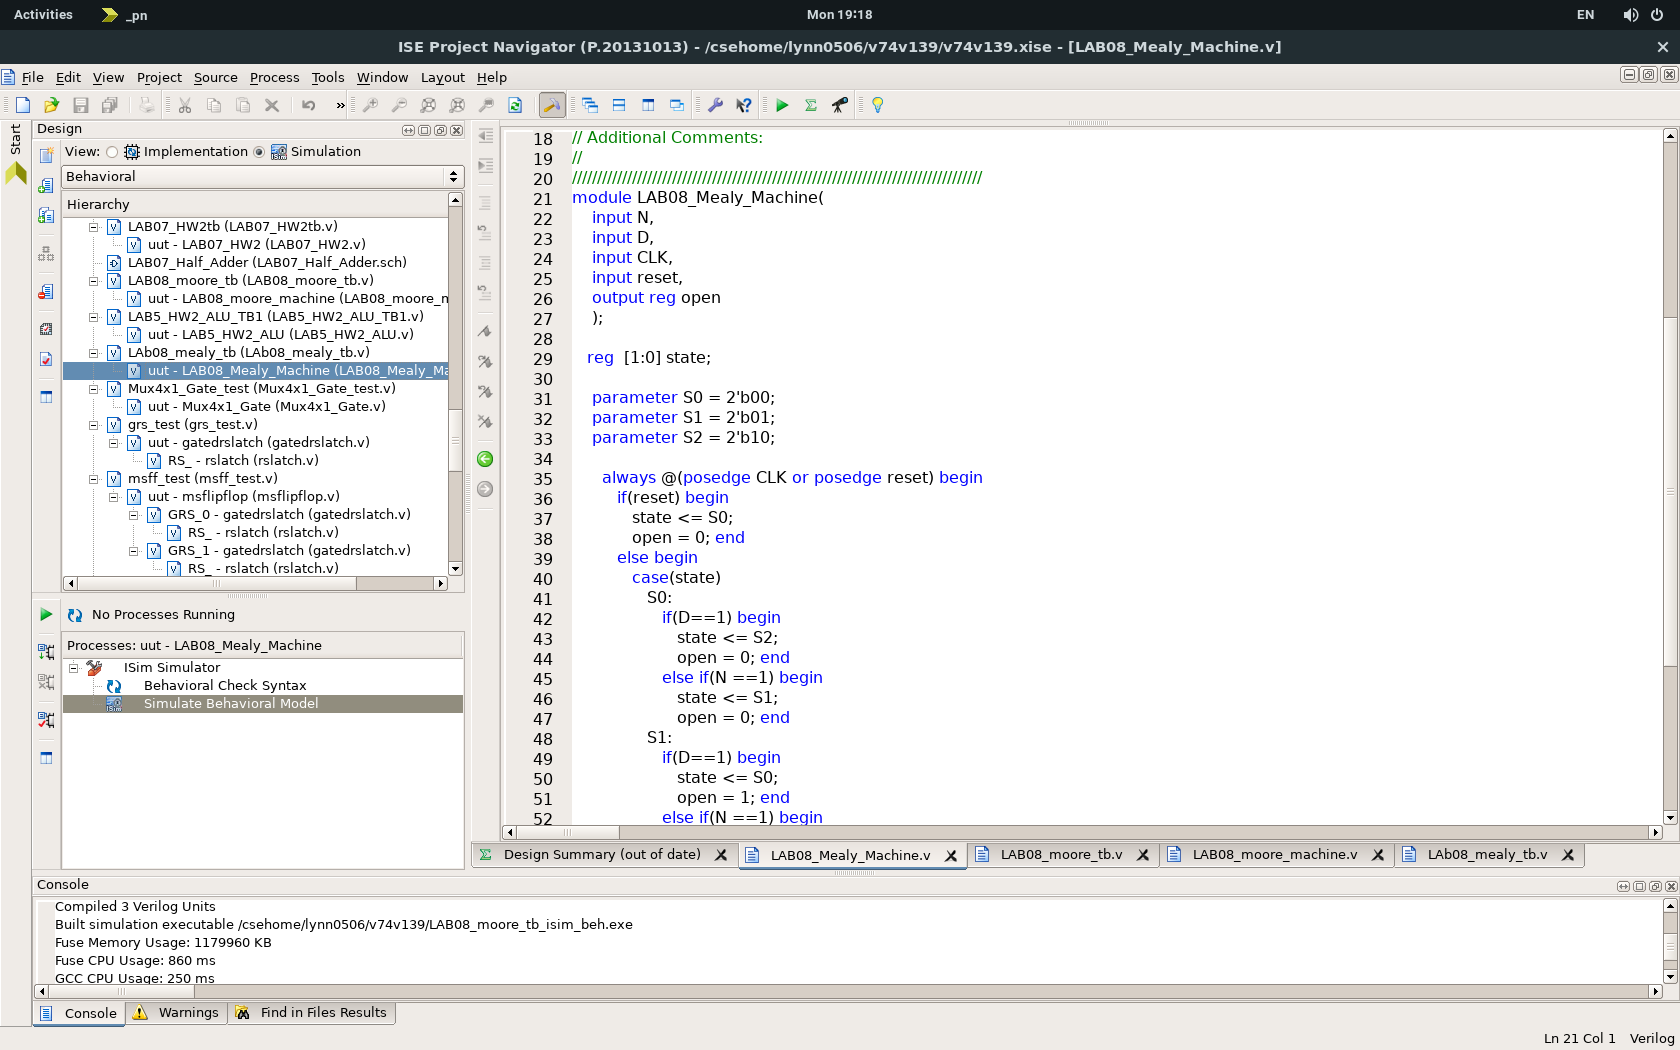 Activities
_pn
Mon 19:18
EN
ISE Project Navigator (P.20131013) - /csehome/lynn0506/v74v139/v74v139.xise - [LAB08_Mealy_Machine.v]
File Edit View Project Source Process Tools Window Layout Help
»
Start
Design
View: Implementation Simulation
Behavioral
Hierarchy
LAB07_HW2tb (LAB07_HW2tb.v)
uut - LAB07_HW2 (LAB07_HW2.v)
LAB07_Half_Adder (LAB07_Half_Adder.sch)
LAB08_moore_tb (LAB08_moore_tb.v)
uut - LAB08_moore_machine (LAB08_moore_m
LAB5_HW2_ALU_TB1 (LAB5_HW2_ALU_TB1.v)
uut - LAB5_HW2_ALU (LAB5_HW2_ALU.v)
LAb08_mealy_tb (LAb08_mealy_tb.v)
uut - LAB08_Mealy_Machine (LAB08_Mealy_Ma
Mux4x1_Gate_test (Mux4x1_Gate_test.v)
uut - Mux4x1_Gate (Mux4x1_Gate.v)
grs_test (grs_test.v)
uut - gatedrslatch (gatedrslatch.v)
RS_ - rslatch (rslatch.v)
msff_test (msff_test.v)
uut - msflipflop (msflipflop.v)
GRS_0 - gatedrslatch (gatedrslatch.v)
RS_ - rslatch (rslatch.v)
GRS_1 - gatedrslatch (gatedrslatch.v)
RS_ - rslatch (rslatch.v)
No Processes Running
Processes: uut - LAB08_Mealy_Machine
ISim Simulator
Behavioral Check Syntax
Simulate Behavioral Model
18 // Additional Comments:
19 //
20 //////////////////////////////////////////////////////////////////////////////////
21 module LAB08_Mealy_Machine(
22 input N,
23 input D,
24 input CLK,
25 input reset,
26 output reg open
27 );
28
29 reg [1:0] state;
30
31 parameter S0 = 2'b00;
32 parameter S1 = 2'b01;
33 parameter S2 = 2'b10;
34
35 always @(posedge CLK or posedge reset) begin
36 if(reset) begin
37 state <= S0;
38 open = 0; end
39 else begin
40 case(state)
41 S0:
42 if(D==1) begin
43 state <= S2;
44 open = 0; end
45 else if(N ==1) begin
46 state <= S1;
47 open = 0; end
48 S1:
49 if(D==1) begin
50 state <= S0;
51 open = 1; end
52 else if(N ==1) begin
Design Summary (out of date)
LAB08_Mealy_Machine.v
LAB08_moore_tb.v
LAB08_moore_machine.v
LAb08_mealy_tb.v
Console
Compiled 3 Verilog Units
Built simulation executable /csehome/lynn0506/v74v139/LAB08_moore_tb_isim_beh.exe
Fuse Memory Usage: 1179960 KB
Fuse CPU Usage: 860 ms
GCC CPU Usage: 250 ms
Console
Warnings
Find in Files Results
Ln 21 Col 1 Verilog